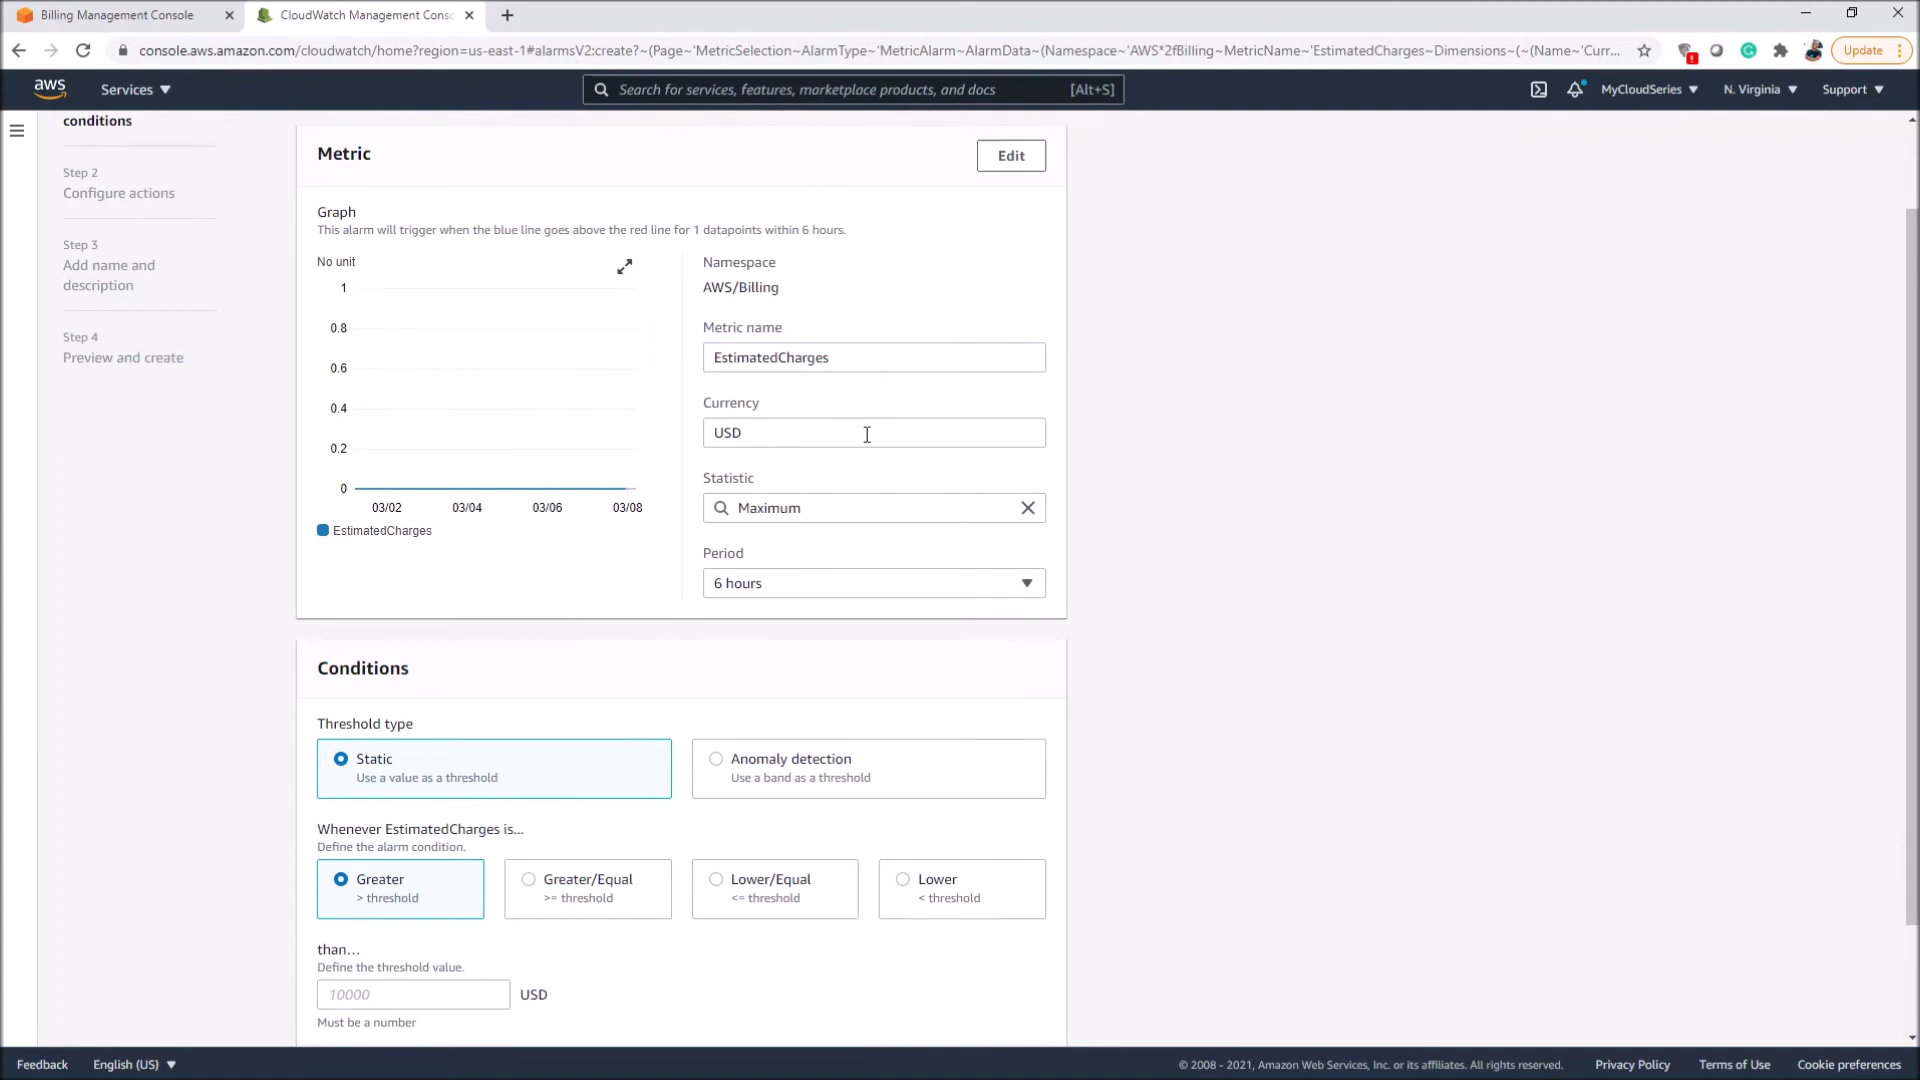 Billing Management Console
CloudWatch Management Conso
console.aws.amazon.com/cloudwatch/home?region=us-east-1#alarmsV2:create?~(Page~'MetricSelection~AlarmType~'MetricAlarm~AlarmData~(Namespace~'AWS*2fBilling~MetricName~'EstimatedCharges~Dimensions~(~(Name~'Curr...
Update
aws
Services
Search for services, features, marketplace products, and docs
[Alt+S]
MyCloudSeries
N. Virginia
Support
conditions
Step 2
Configure actions
Step 3
Add name and
description
Step 4
Preview and create
Metric
Edit
Graph
This alarm will trigger when the blue line goes above the red line for 1 datapoints within 6 hours.
No unit
1
0.8
0.6
0.4
0.2
0
03/02
03/04
03/06
03/08
EstimatedCharges
Namespace
AWS/Billing
Metric name
EstimatedCharges
Currency
USD
Statistic
Maximum
Period
6 hours
Conditions
Threshold type
Static
Use a value as a threshold
Anomaly detection
Use a band as a threshold
Whenever EstimatedCharges is...
Define the alarm condition.
Greater
> threshold
Greater/Equal
>= threshold
Lower/Equal
<= threshold
Lower
< threshold
than...
Define the threshold value.
10000
USD
Must be a number
Feedback
English (US)
© 2008 - 2021, Amazon Web Services, Inc. or its affiliates. All rights reserved.
Privacy Policy
Terms of Use
Cookie preferences